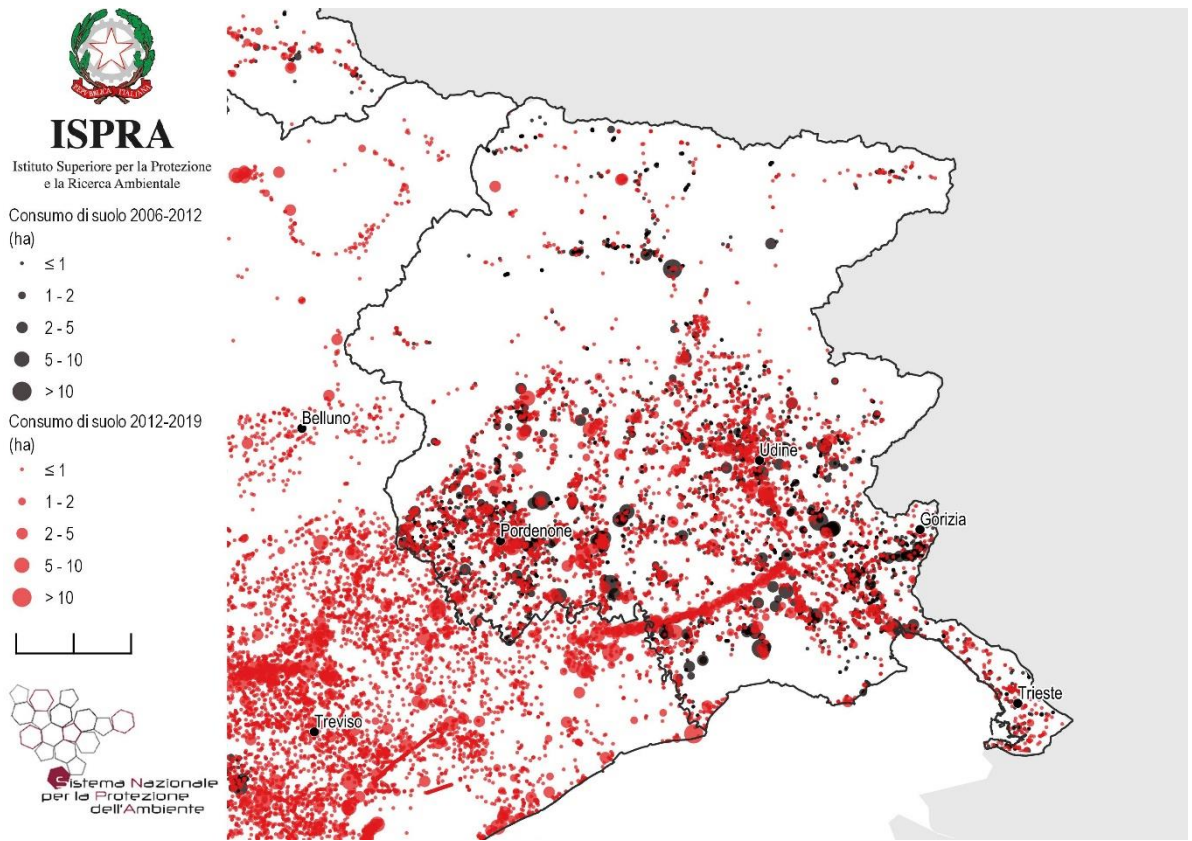 REPVBBLICA ITALIANA
ISPRA
Istituto Superiore per la Protezione
e la Ricerca Ambientale
Consumo di suolo 2006-2012
(ha)
≤ 1
1 - 2
2 - 5
5 - 10
> 10
Consumo di suolo 2012-2019
(ha)
≤ 1
1 - 2
2 - 5
5 - 10
> 10
Sistema Nazionale
per la Protezione
dell'Ambiente
Belluno
Udine
Pordenone
Gorizia
Treviso
Trieste